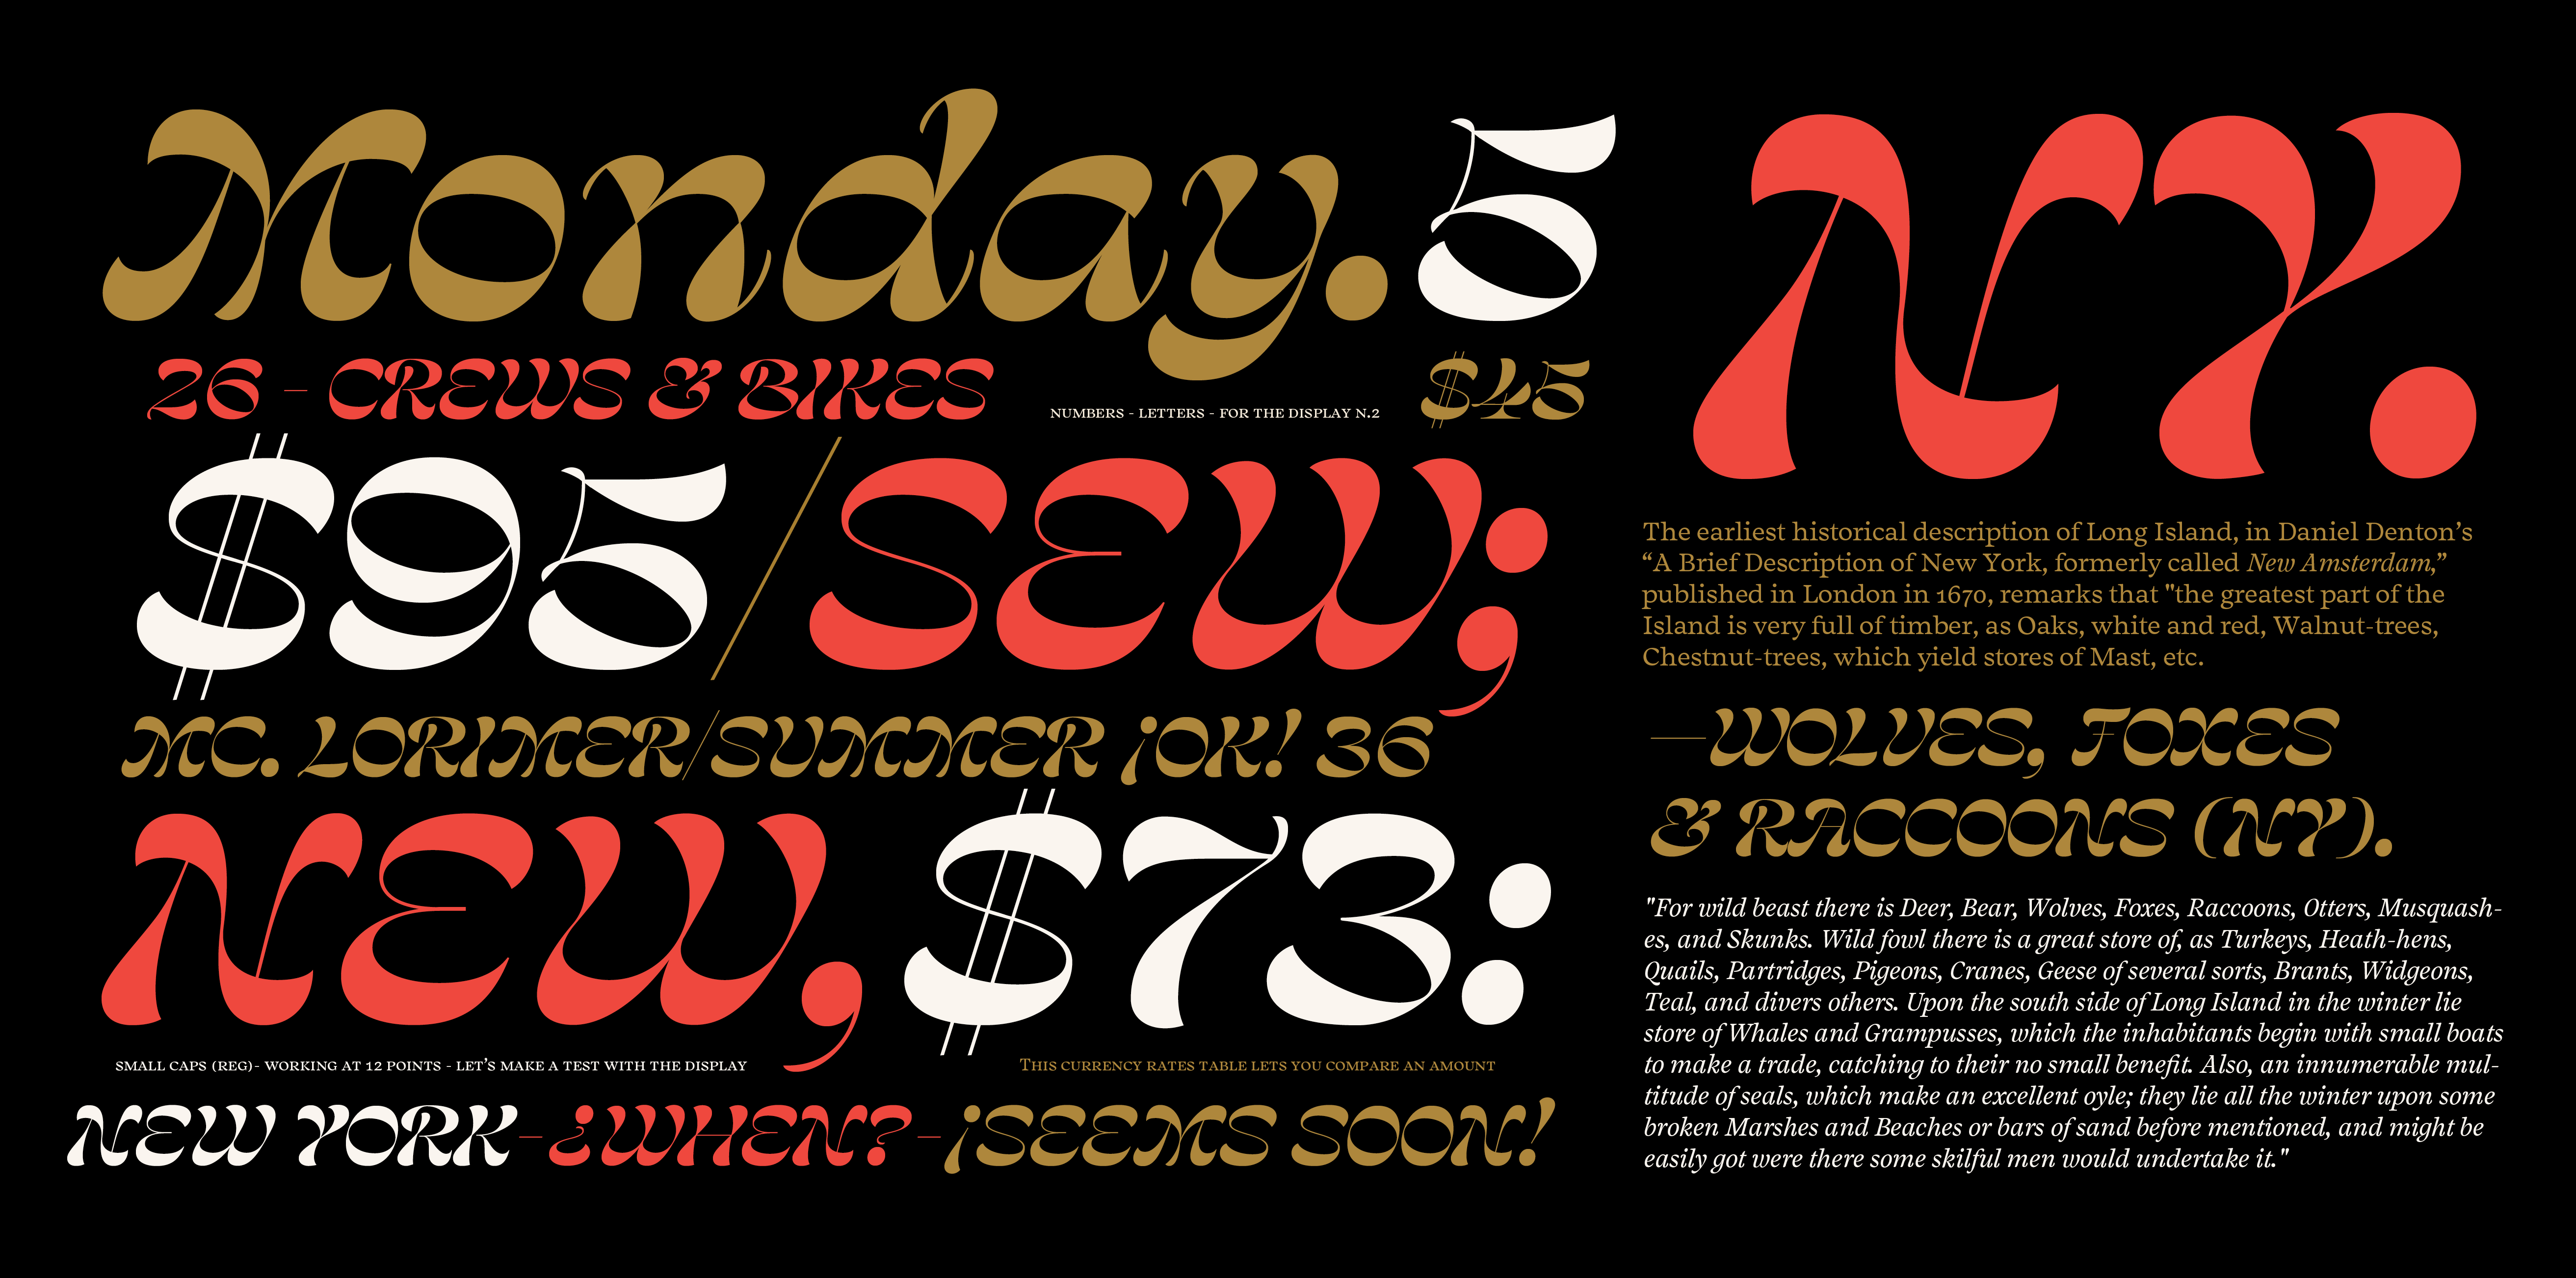 Monday. 5
26 – CREWS & BIKES
NUMBERS - LETTERS - FOR THE DISPLAY N.2
$45
$95/SEW;
MC. LORIMER/SUMMER ¡OK! 36
NEW, $73:
SMALL CAPS (REG)- WORKING AT 12 POINTS - LET’S MAKE A TEST WITH THE DISPLAY
THIS CURRENCY RATES TABLE LETS YOU COMPARE AN AMOUNT
NEW YORK–¿WHEN?–¡SEEMS SOON!
NY.
The earliest historical description of Long Island, in Daniel Denton’s
“A Brief Description of New York, formerly called New Amsterdam,”
published in London in 1670, remarks that "the greatest part of the
Island is very full of timber, as Oaks, white and red, Walnut-trees,
Chestnut-trees, which yield stores of Mast, etc.
—WOLVES, FOXES
& RACCOONS (NY).
"For wild beast there is Deer, Bear, Wolves, Foxes, Raccoons, Otters, Musquash-
es, and Skunks. Wild fowl there is a great store of, as Turkeys, Heath-hens,
Quails, Partridges, Pigeons, Cranes, Geese of several sorts, Brants, Widgeons,
Teal, and divers others. Upon the south side of Long Island in the winter lie
store of Whales and Grampusses, which the inhabitants begin with small boats
to make a trade, catching to their no small benefit. Also, an innumerable mul-
titude of seals, which make an excellent oyle; they lie all the winter upon some
broken Marshes and Beaches or bars of sand before mentioned, and might be
easily got were there some skilful men would undertake it."